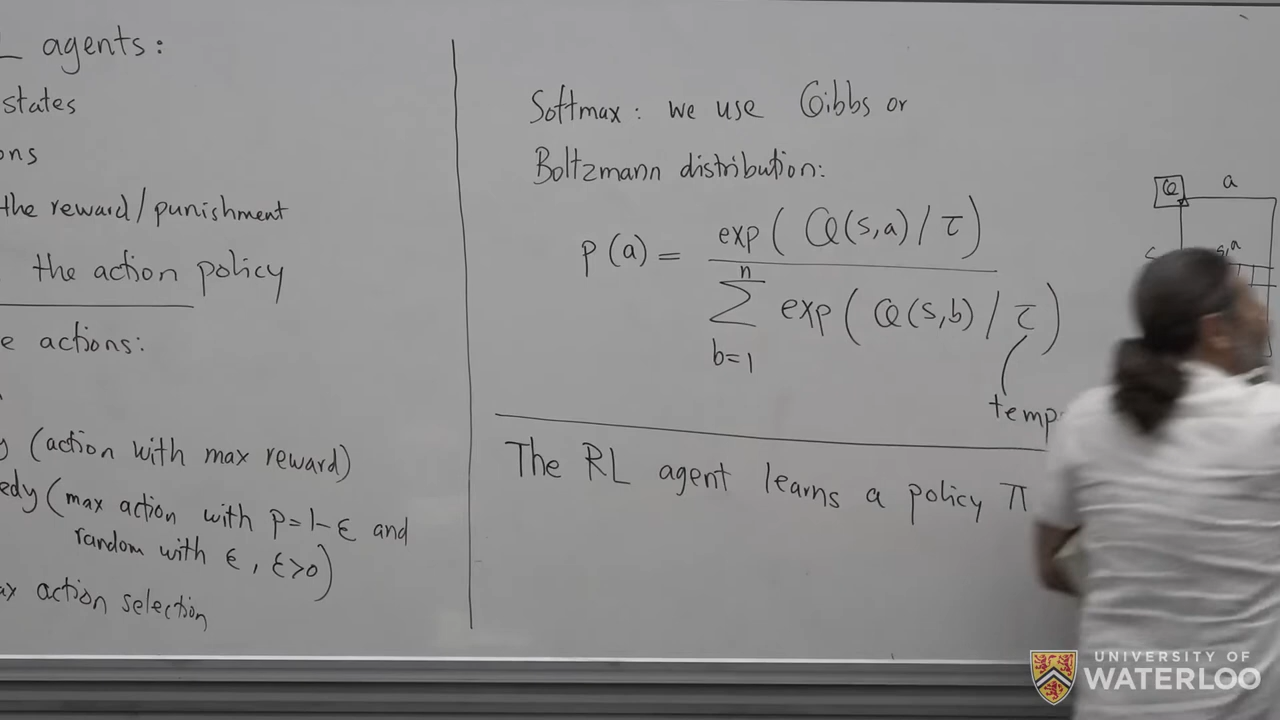 agents:
states
ons
the reward/punishment
the action policy
e actions:
(action with max reward)
edy (max action with p=1-ε and
random with ε, ε>0)
ax action selection
Softmax: we use Gibbs or
Boltzmann distribution:
p(a) = exp( Q(s,a) / τ )
n
∑ exp( Q(s,b) / τ )
b=1
temp
The RL agent learns a policy π
Q a
s,a
UNIVERSITY OF
WATERLOO